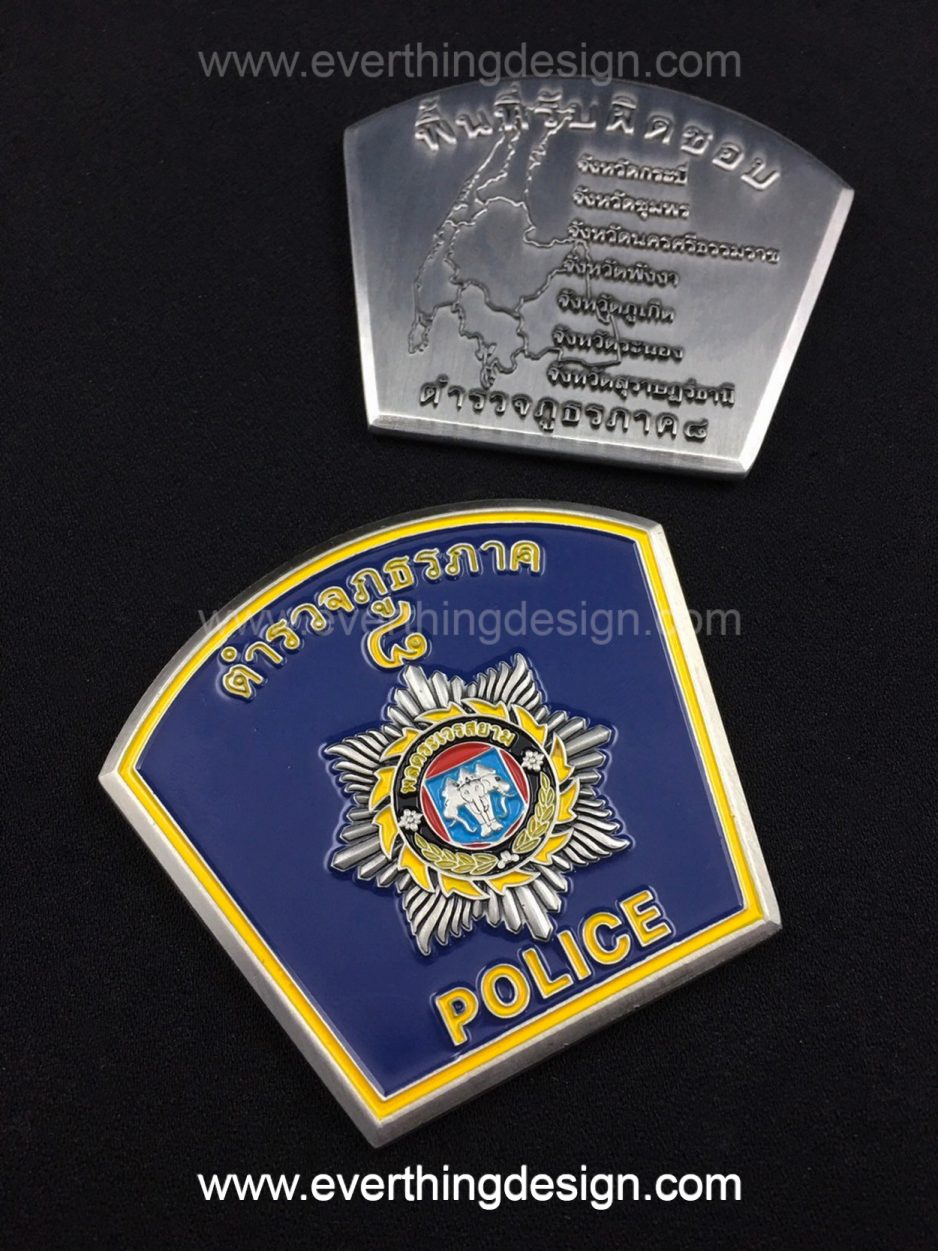 www.everthingdesign.com
พื้นที่รับผิดชอบ
จังหวัดกระบี่
จังหวัดชุมพร
จังหวัดนครศรีธรรมราช
จังหวัดพังงา
จังหวัดภูเก็ต
จังหวัดระนอง
จังหวัดสุราษฎร์ธานี
ตำรวจภูธรภาค ๘
ตำรวจภูธรภาค
www.everthingdesign.com
๘
POLICE
www.everthingdesign.com